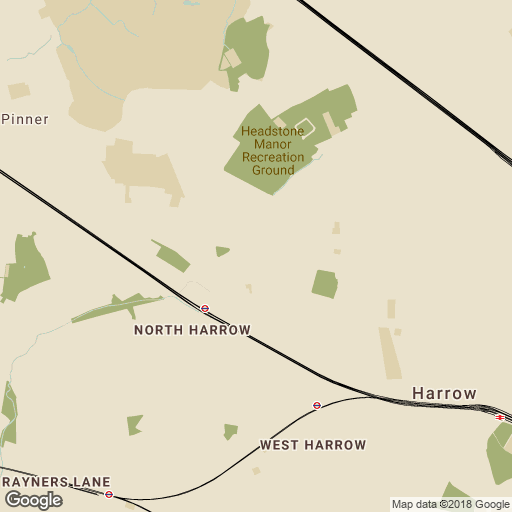 Pinner
Headstone
Manor
Recreation
Ground
NORTH HARROW
Harrow
WEST HARROW
RAYNERS LANE
Google
Map data ©2018 Google